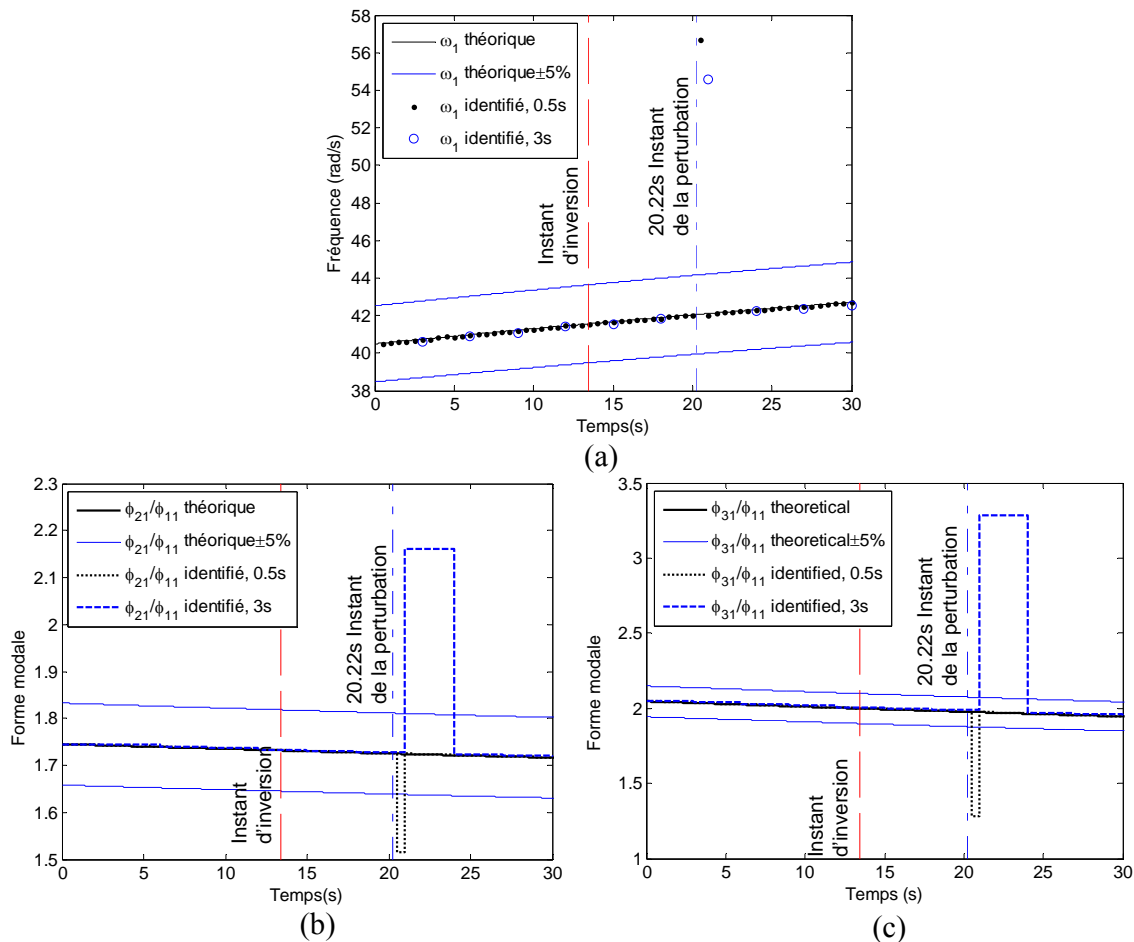 58
56
54
52
50
48
46
44
42
40
38
Fréquence (rad/s)
ω1 théorique
ω1 théorique±5%
ω1 identifié, 0.5s
ω1 identifié, 3s
Instant
d'inversion
20.22s Instant
de la perturbation
0 5 10 15 20 25 30
Temps(s)
(a)
2.3
2.2
2.1
2
1.9
1.8
1.7
1.6
1.5
Forme modale
ϕ21/ϕ11 théorique
ϕ21/ϕ11 théorique±5%
ϕ21/ϕ11 identifié, 0.5s
ϕ21/ϕ11 identifié, 3s
Instant
d'inversion
20.22s Instant
de la perturbation
0 5 10 15 20 25 30
Temps(s)
(b)
3.5
3
2.5
2
1.5
1
Forme modale
ϕ31/ϕ11 theoretical
ϕ31/ϕ11 theoretical±5%
ϕ31/ϕ11 identified, 0.5s
ϕ31/ϕ11 identified, 3s
Instant
d'inversion
20.22s Instant
de la perturbation
0 5 10 15 20 25 30
Temps (s)
(c)